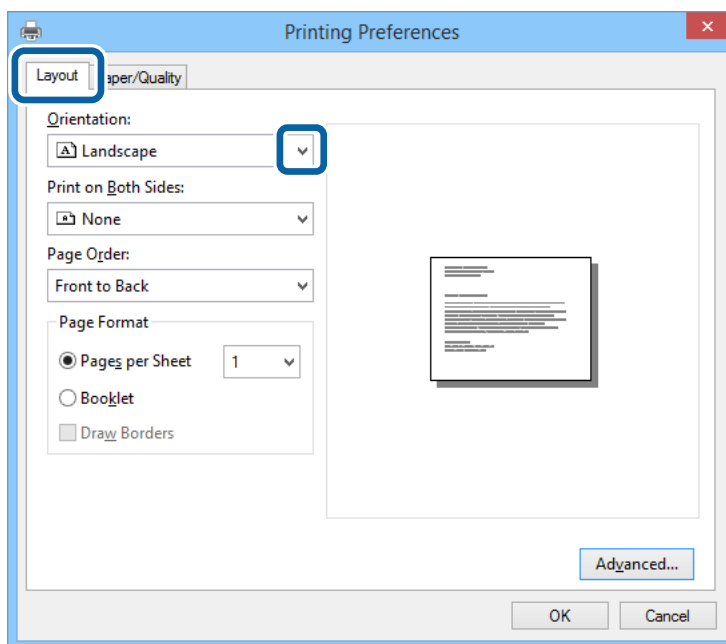 Printing Preferences
Layout
aper/Quality
Orientation:
Landscape
Print on Both Sides:
None
Page Order:
Front to Back
Page Format
Pages per Sheet 1
Booklet
Draw Borders
Advanced...
OK Cancel